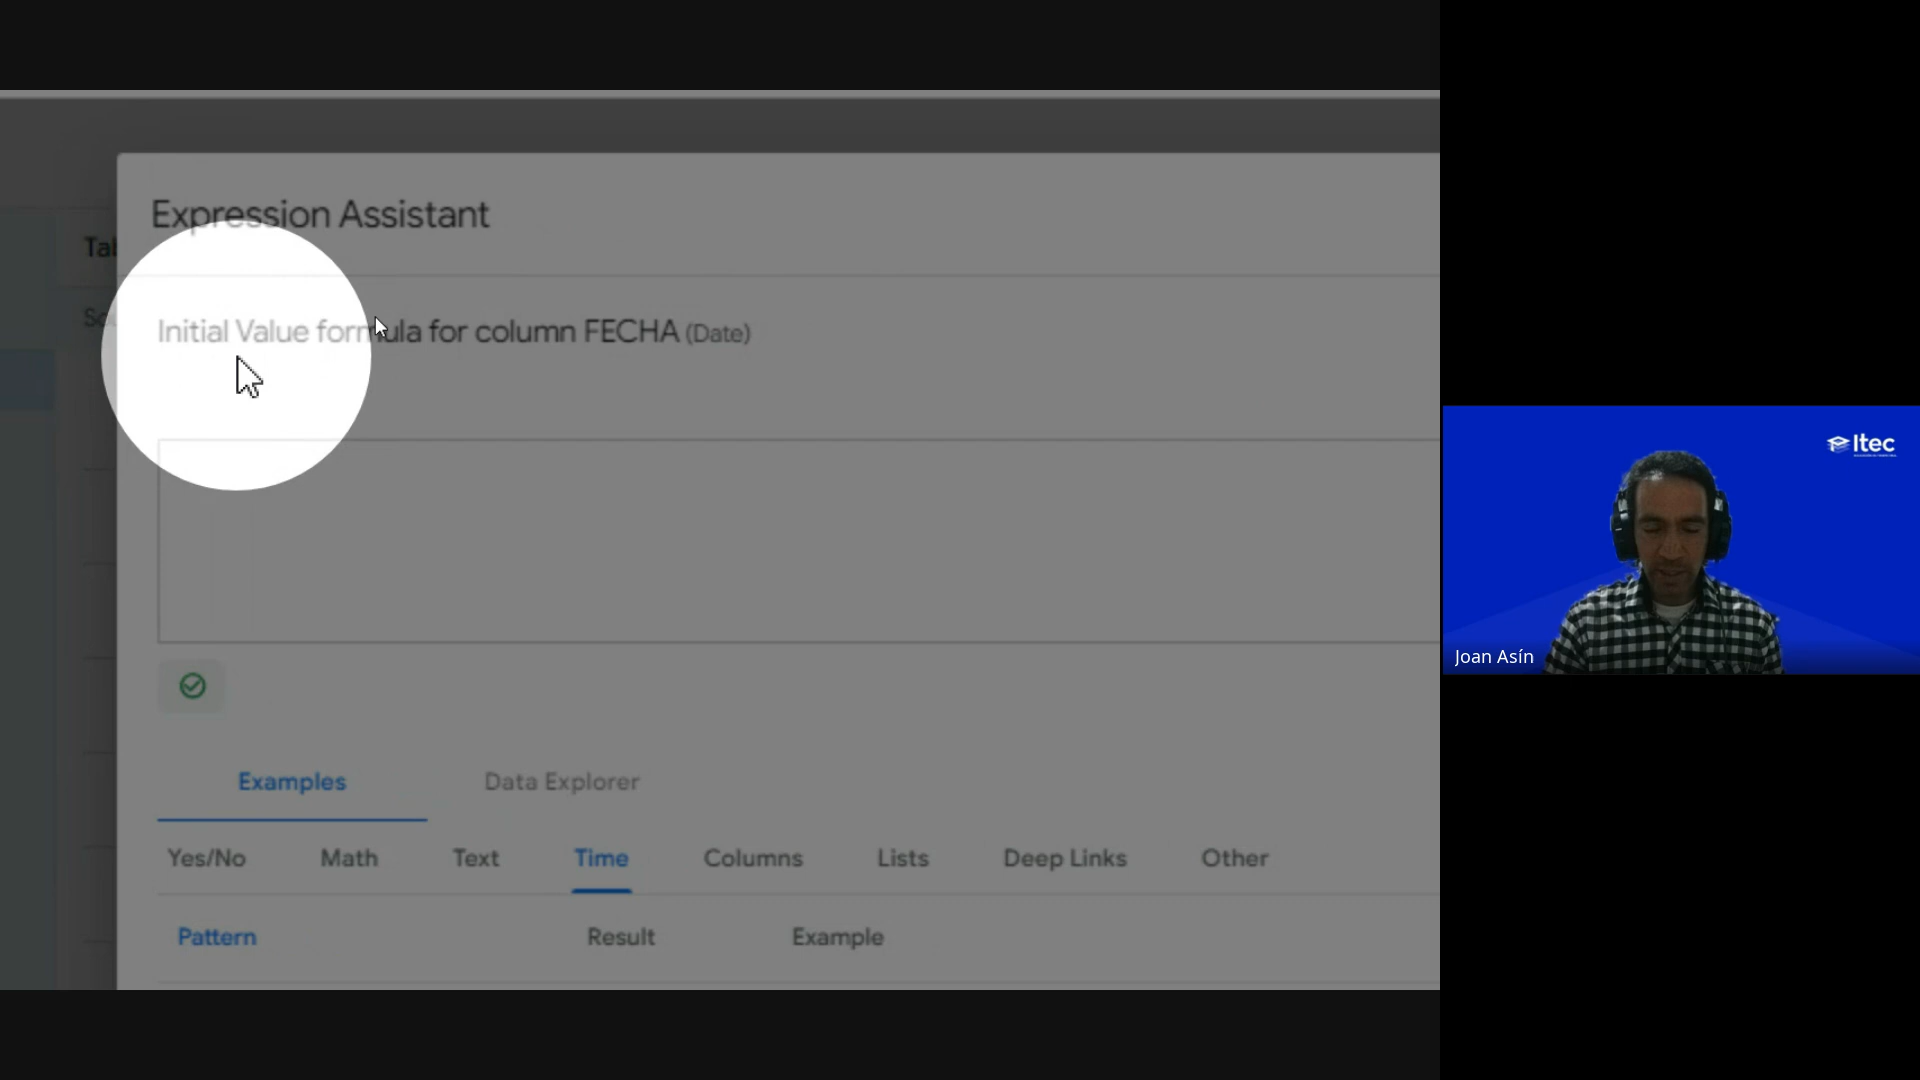 Expression Assistant
Initial Value formula for column FECHA (Date)
Examples
Data Explorer
Yes/No
Math
Text
Time
Columns
Lists
Deep Links
Other
Pattern
Result
Example
Itec
Joan Asín